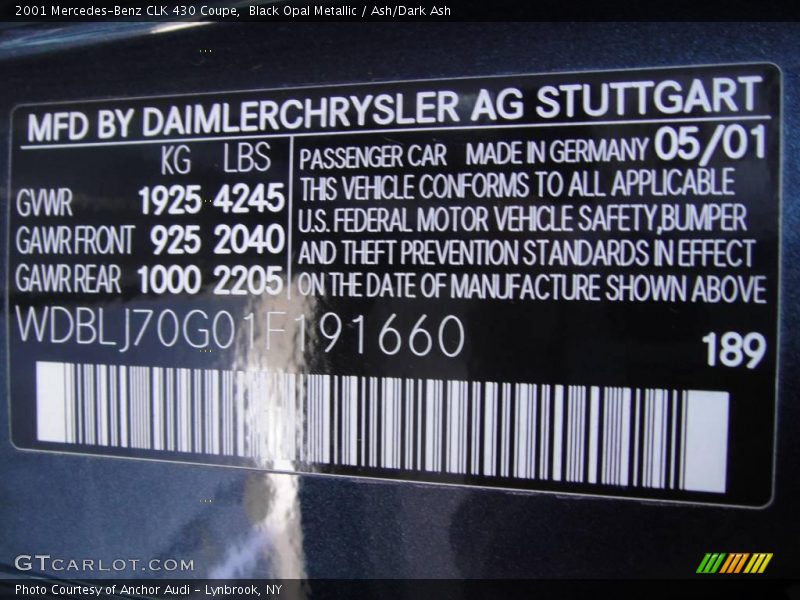 2001 Mercedes-Benz CLK 430 Coupe, Black Opal Metallic / Ash/Dark Ash
MFD BY DAIMLERCHRYSLER AG STUTTGART
KG LBS
GVWR 1925 4245
GAWR FRONT 925 2040
GAWR REAR 1000 2205
PASSENGER CAR MADE IN GERMANY 05/01
THIS VEHICLE CONFORMS TO ALL APPLICABLE
U.S. FEDERAL MOTOR VEHICLE SAFETY,BUMPER
AND THEFT PREVENTION STANDARDS IN EFFECT
ON THE DATE OF MANUFACTURE SHOWN ABOVE
WDBLJ70G01F191660
189
GTCARLOT.COM
Photo Courtesy of Anchor Audi - Lynbrook, NY